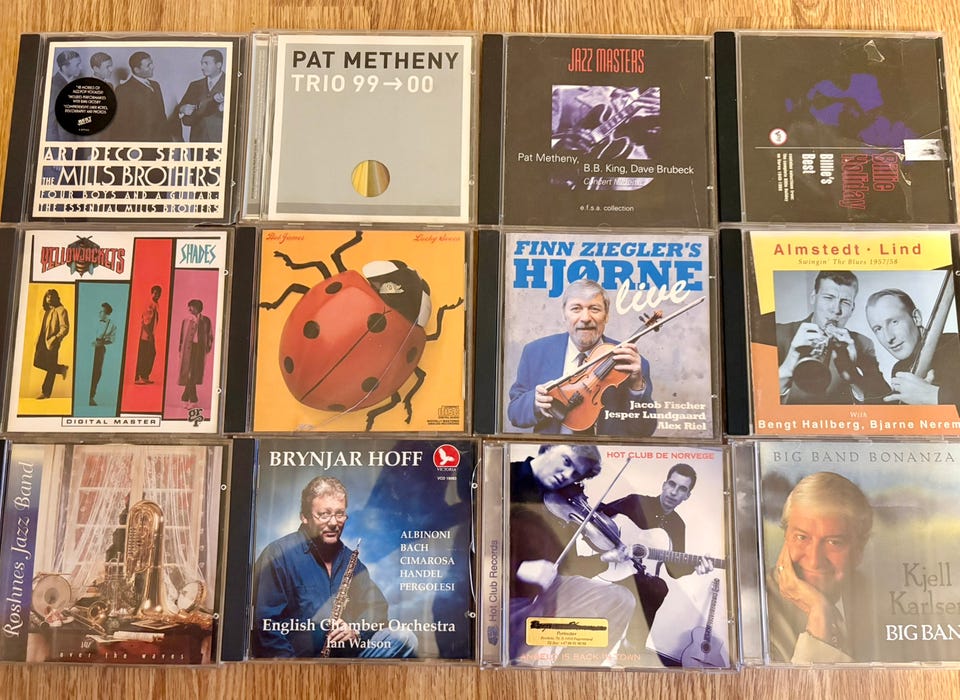 "ART DECO SERIES
THE MILLS BROTHERS
FOUR BOYS AND A GUITAR:
THE ESSENTIAL MILLS BROTHERS
PAT METHENY
TRIO 99→00
JAZZ MASTERS
Pat Metheny,
B.B. King, Dave Brubeck
e.f.s.a. collection
Billie
Holiday
Billie's
Best
YELLOWJACKETS
SHADES
DIGITAL MASTER
Bob James
Lucky Seven
FINN ZIEGLER'S
HJØRNE
live
Jacob Fischer
Jesper Lundgaard
Alex Riel
Almstedt · Lind
Swingin' The Blues 1957/58
With
Bengt Hallberg, Bjarne Nerem
Roshnes Jazz Band
over the waves
BRYNJAR HOFF
VICTORIA
ALBINONI
BACH
CIMAROSA
HANDEL
PERGOLESI
English Chamber Orchestra
Ian Watson
HOT CLUB DE NORVEGE
Hot Club Records
BIG BAND BONANZA
Kjell
Karlsen
BIG BAN